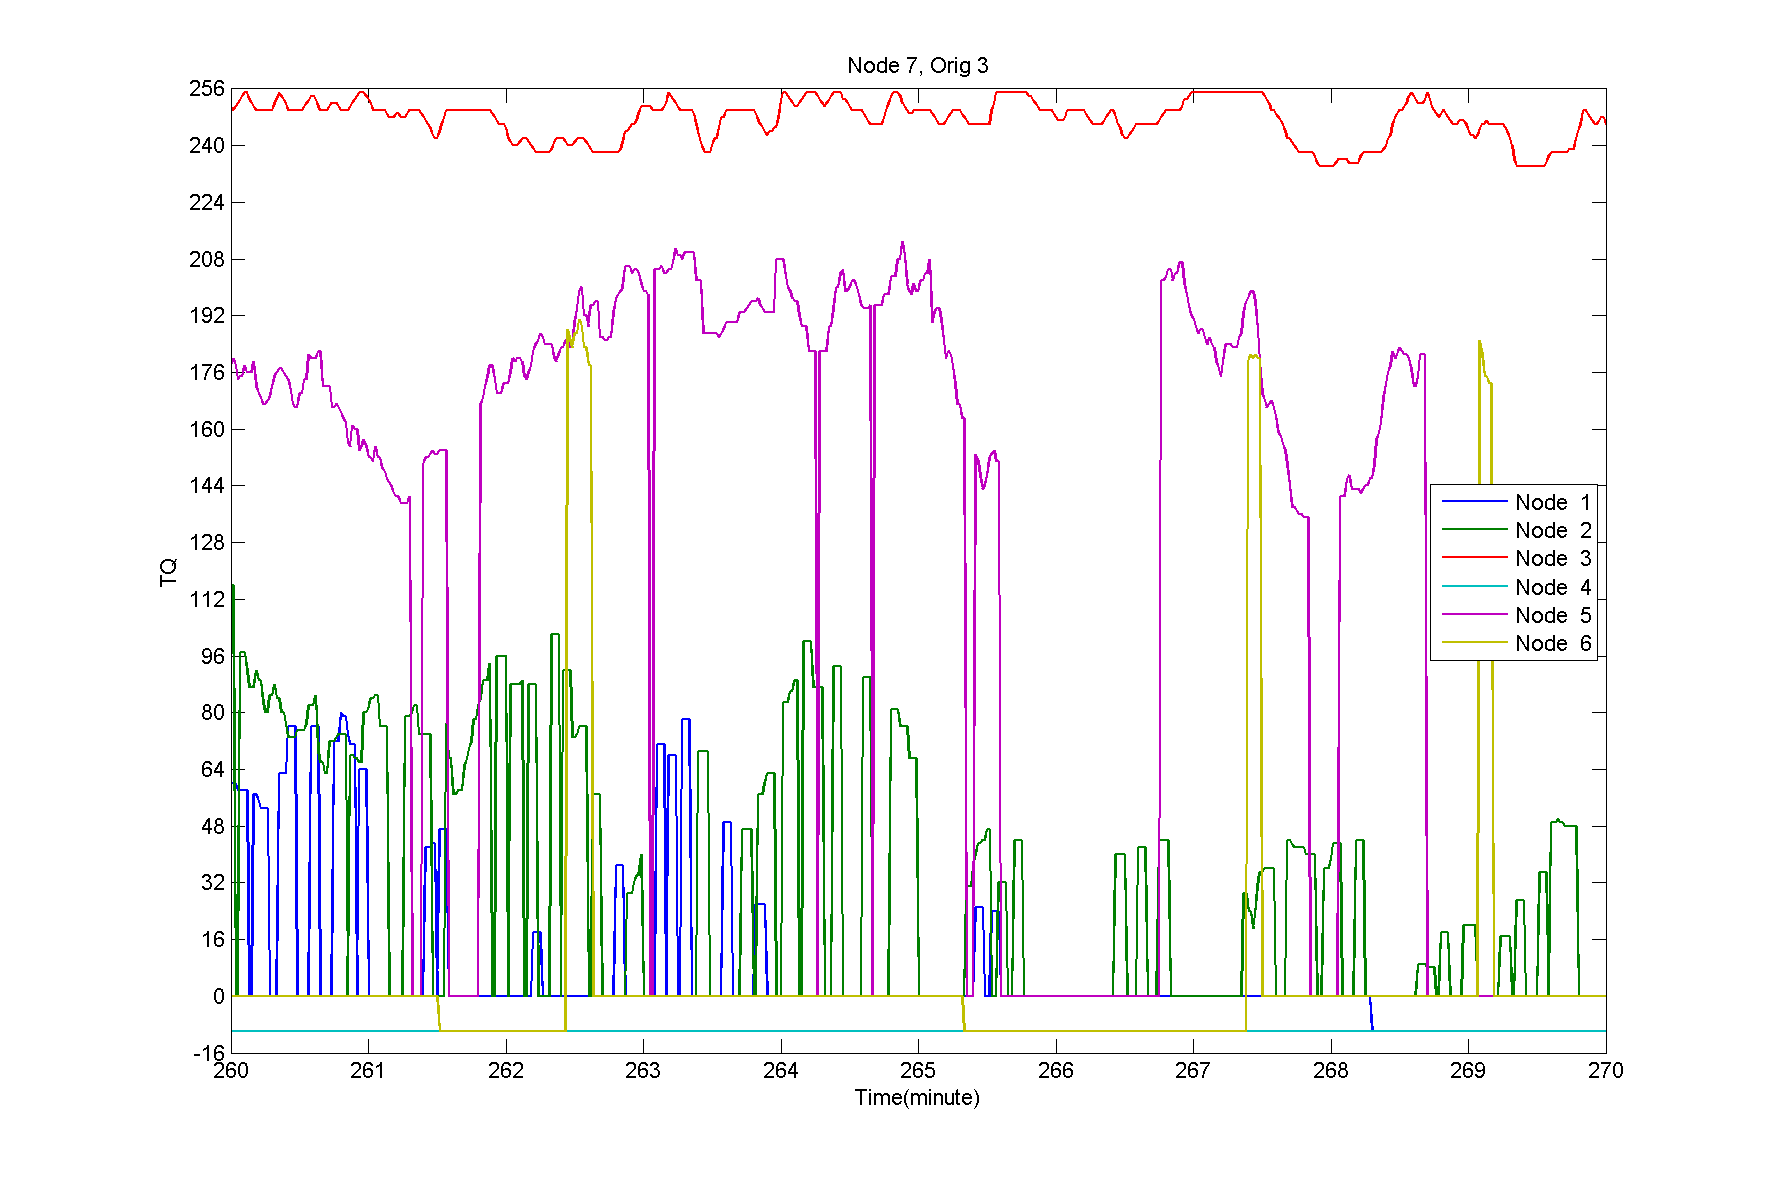 Node 7, Orig 3
256
240
224
208
192
176
160
144
128
112
96
80
64
48
32
16
0
-16
TQ
Node 1
Node 2
Node 3
Node 4
Node 5
Node 6
260 261 262 263 264 265 266 267 268 269 270
Time(minute)